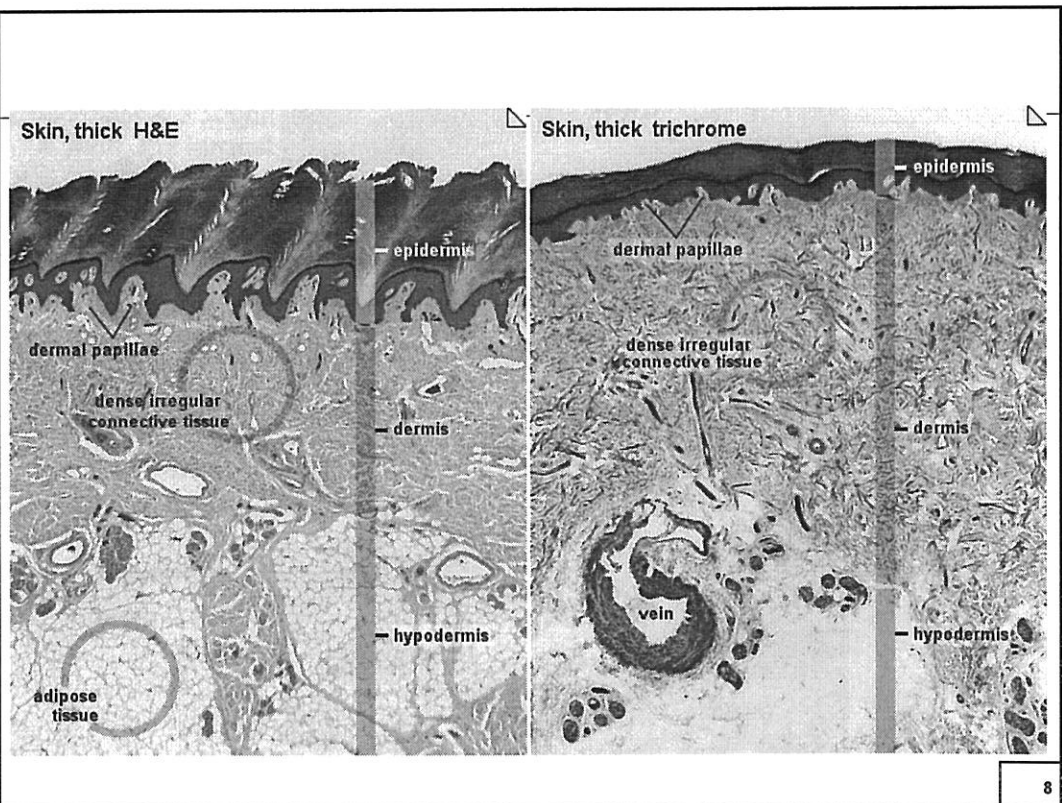 Skin, thick H&E
epidermis
dermal papillae
dense irregular
connective tissue
dermis
hypodermis
adipose
tissue
Skin, thick trichrome
epidermis
dermal papillae
dense irregular
connective tissue
dermis
vein
hypodermis
8